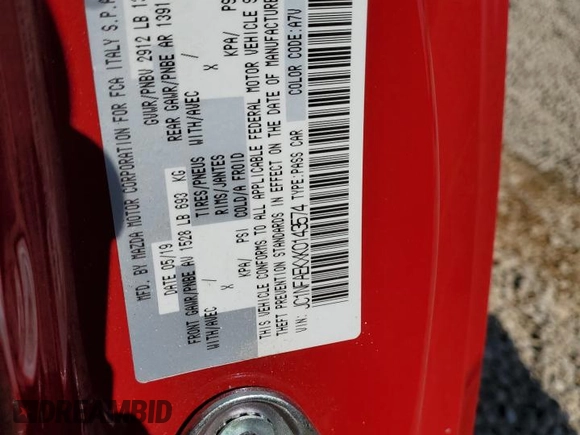 MFD. BY MAZDA MOTOR CORPORATION FOR FCA ITALY S.P.A
DATE 05/19 GVWR/PNBV 2912 LB
FRONT GAWR/PNBE AV 1528 LB 693 KG REAR GAWR/PNBE AR 1391
WITH/AVEC TIRES/PNEUS WITH/AVEC
X RIMS/JANTES X
KPA/ PSI COLD/A FROID KPA/ PSI
THIS VEHICLE CONFORMS TO ALL APPLICABLE FEDERAL MOTOR VEHICLE S
THEFT PREVENTION STANDARDS IN EFFECT ON THE DATE OF MANUFACTURE
VIN: JC1NFAEKXK0143574 TYPE:PASS CAR COLOR CODE:A7V
DREAMBID